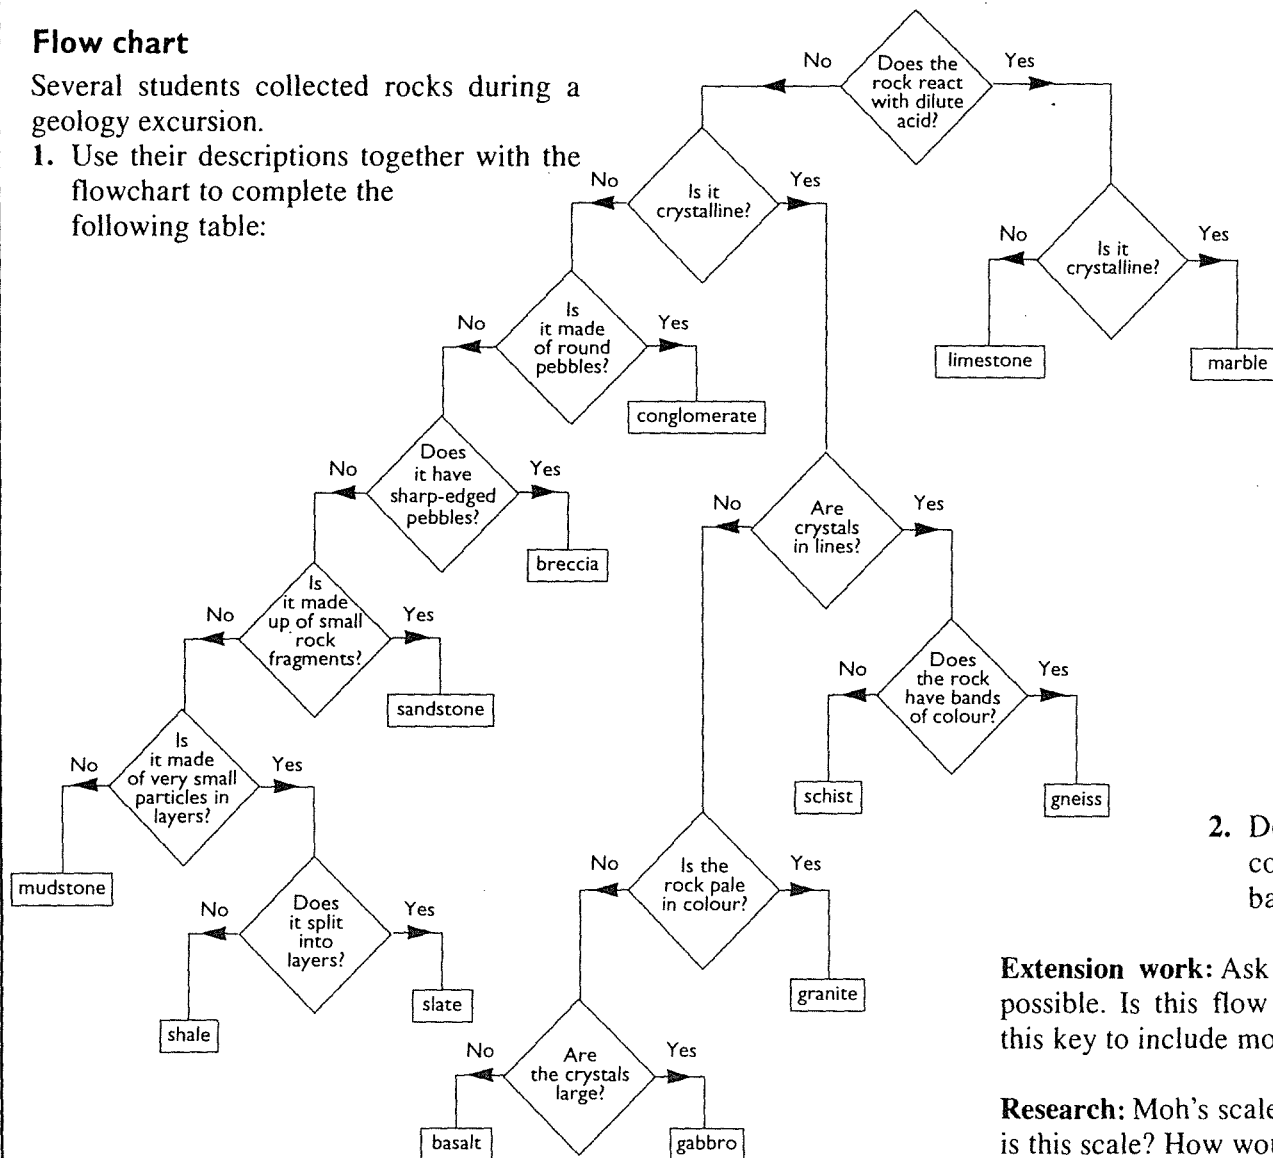 Flow chart
Several students collected rocks during a
geology excursion.
1. Use their descriptions together with the
flowchart to complete the
following table:
Does the
rock react
with dilute
acid?
No
Yes
Is it
crystalline?
No
Yes
Is it
crystalline?
No
Yes
limestone
marble
Is
it made
of round
pebbles?
No
Yes
conglomerate
Does
it have
sharp-edged
pebbles?
No
Yes
breccia
Are
crystals
in lines?
No
Yes
Is
it made
up of small
rock
fragments?
No
Yes
sandstone
Does
the rock
have bands
of colour?
No
Yes
schist
gneiss
Is
it made
of very small
particles in
layers?
No
Yes
mudstone
Is the
rock pale
in colour?
No
Yes
granite
Does
it split
into
layers?
No
Yes
shale
slate
Are
the crystals
large?
No
Yes
basalt
gabbro
2. D
co
ba
Extension work: Ask
possible. Is this flow
this key to include mo
Research: Moh's scale
is this scale? How wou